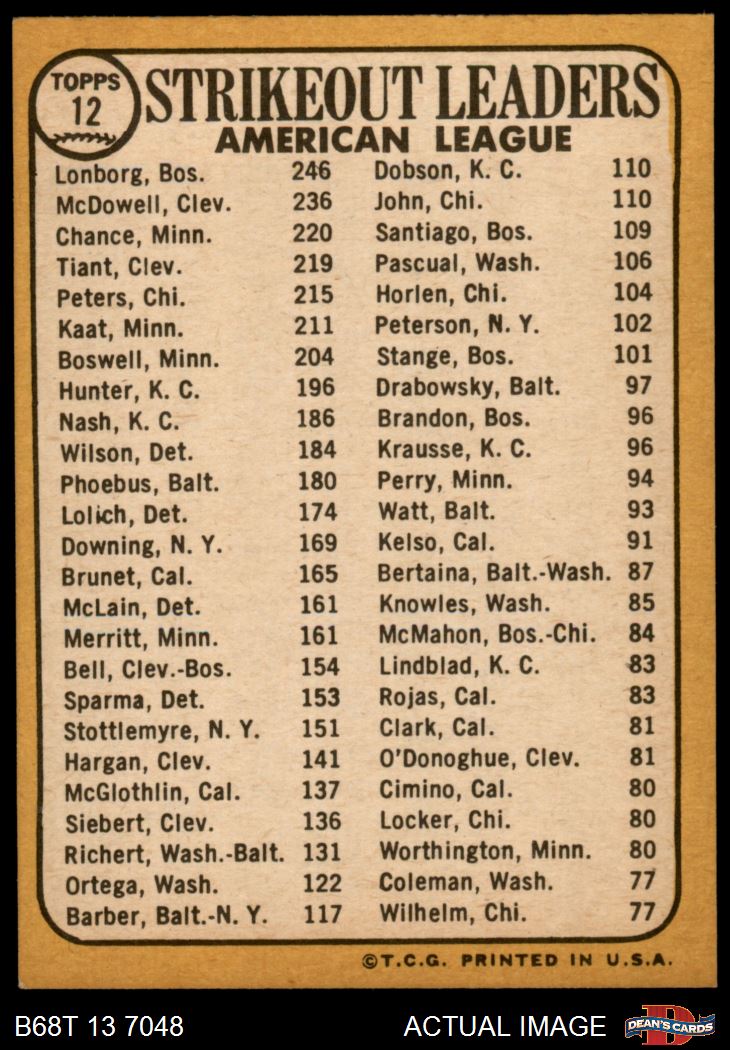 TOPPS
12
STRIKEOUT LEADERS
AMERICAN LEAGUE
Lonborg, Bos. 246
McDowell, Clev. 236
Chance, Minn. 220
Tiant, Clev. 219
Peters, Chi. 215
Kaat, Minn. 211
Boswell, Minn. 204
Hunter, K. C. 196
Nash, K. C. 186
Wilson, Det. 184
Phoebus, Balt. 180
Lolich, Det. 174
Downing, N. Y. 169
Brunet, Cal. 165
McLain, Det. 161
Merritt, Minn. 161
Bell, Clev.-Bos. 154
Sparma, Det. 153
Stottlemyre, N. Y. 151
Hargan, Clev. 141
McGlothlin, Cal. 137
Siebert, Clev. 136
Richert, Wash.-Balt. 131
Ortega, Wash. 122
Barber, Balt.-N. Y. 117
Dobson, K. C. 110
John, Chi. 110
Santiago, Bos. 109
Pascual, Wash. 106
Horlen, Chi. 104
Peterson, N. Y. 102
Stange, Bos. 101
Drabowsky, Balt. 97
Brandon, Bos. 96
Krausse, K. C. 96
Perry, Minn. 94
Watt, Balt. 93
Kelso, Cal. 91
Bertaina, Balt.-Wash. 87
Knowles, Wash. 85
McMahon, Bos.-Chi. 84
Lindblad, K. C. 83
Rojas, Cal. 83
Clark, Cal. 81
O'Donoghue, Clev. 81
Cimino, Cal. 80
Locker, Chi. 80
Worthington, Minn. 80
Coleman, Wash. 77
Wilhelm, Chi. 77
©T.C.G. PRINTED IN U.S.A.
B68T 13 7048
ACTUAL IMAGE
D
DEAN'S CARDS